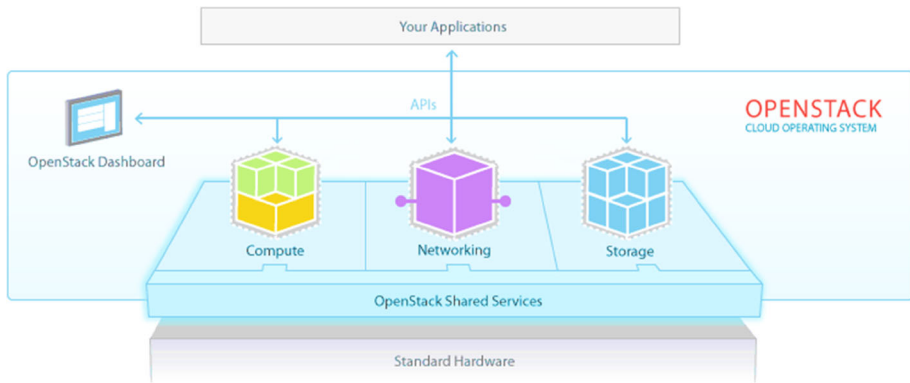 Your Applications
APIs
OPENSTACK
CLOUD OPERATING SYSTEM
OpenStack Dashboard
Compute
Networking
Storage
OpenStack Shared Services
Standard Hardware